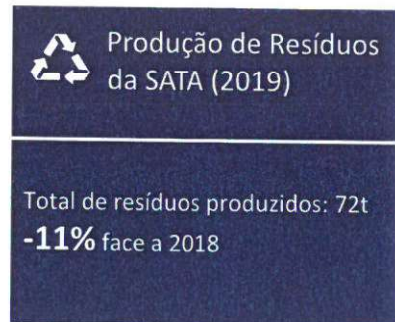 Produção de Resíduos
da SATA (2019)
Total de resíduos produzidos: 72t
-11% face a 2018